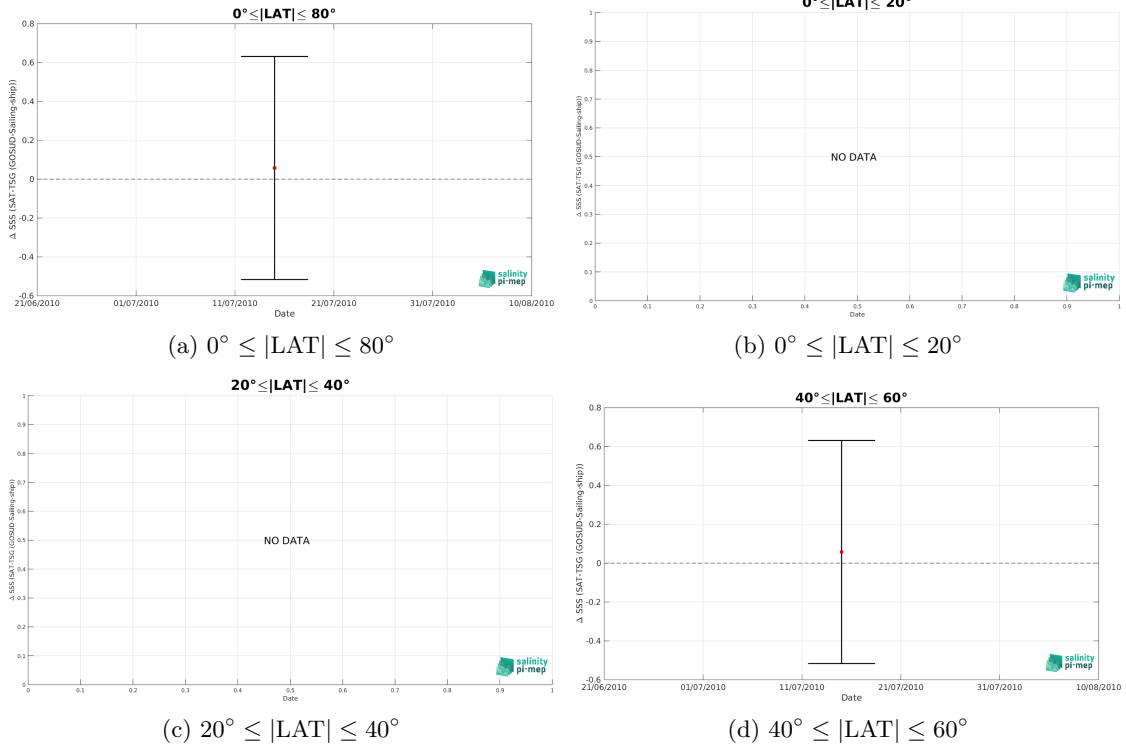 0°≤|LAT|≤ 80°
Δ SSS (SAT-TSG (GOSUD-Sailing-ship))
0.8
0.6
0.4
0.2
0
-0.2
-0.4
-0.6
21/06/2010 01/07/2010 11/07/2010 21/07/2010 31/07/2010 10/08/2010
Date
salinity
pi-mep
(a) 0° ≤ |LAT| ≤ 80°
0°≤|LAT|≤ 20°
Δ SSS (SAT-TSG (GOSUD-Sailing-ship))
1
0.9
0.8
0.7
0.6
0.5
0.4
0.3
0.2
0.1
0
NO DATA
0 0.1 0.2 0.3 0.4 0.5 0.6 0.7 0.8 0.9 1
Date
salinity
pi-mep
(b) 0° ≤ |LAT| ≤ 20°
20°≤|LAT|≤ 40°
Δ SSS (SAT-TSG (GOSUD-Sailing-ship))
1
0.9
0.8
0.7
0.6
0.5
0.4
0.3
0.2
0.1
0
NO DATA
0 0.1 0.2 0.3 0.4 0.5 0.6 0.7 0.8 0.9 1
Date
salinity
pi-mep
(c) 20° ≤ |LAT| ≤ 40°
40°≤|LAT|≤ 60°
Δ SSS (SAT-TSG (GOSUD-Sailing-ship))
0.8
0.6
0.4
0.2
0
-0.2
-0.4
-0.6
21/06/2010 01/07/2010 11/07/2010 21/07/2010 31/07/2010 10/08/2010
Date
salinity
pi-mep
(d) 40° ≤ |LAT| ≤ 60°